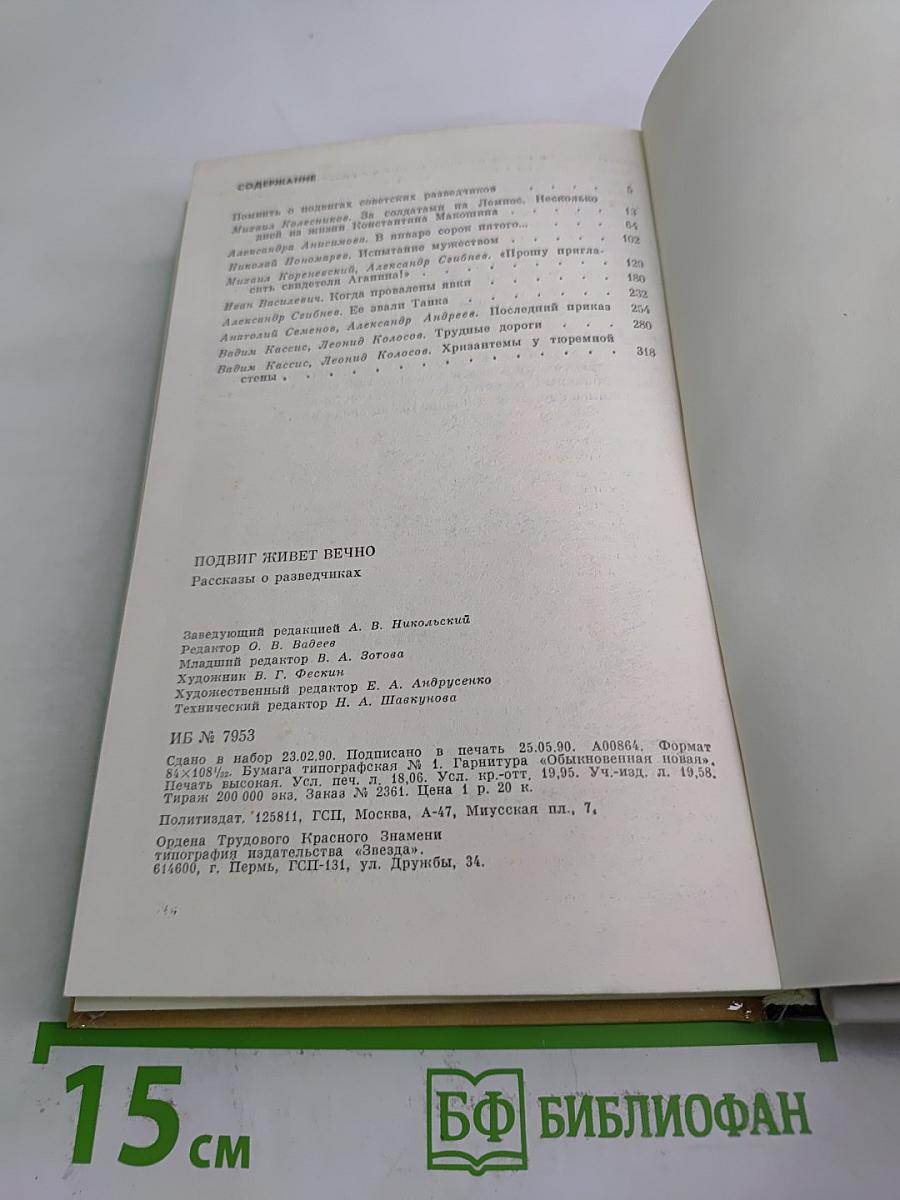 СОДЕРЖАНИЕ
Помнить о подвигах советских разведчиков . . . . 5
Михаил Колесников. За солдатами на Лемнос. Несколько
дней из жизни Константина Макошина . . . . . 13
Александра Анисимова. В январе сорок пятого... . . 64
Николай Пономарев. Испытание мужеством . . . . . 102
Михаил Кореневский, Александр Сгибнев. «Прошу пригла-
сить свидетеля Аганина!» . . . . . . . . 129
Иван Василевич. Когда провалены явки . . . . . . 180
Александр Сгибнев. Ее звали Танка . . . . . . . 232
Анатолий Семенов, Александр Андреев. Последний приказ 254
Вадим Кассис, Леонид Колосов. Трудные дороги . . . 280
Вадим Кассис, Леонид Колосов. Хризантемы у тюремной
стены . . . . . . . . . . . . . . . 318
ПОДВИГ ЖИВЕТ ВЕЧНО
Рассказы о разведчиках
Заведующий редакцией А. В. Никольский
Редактор О. В. Вадеев
Младший редактор В. А. Зотова
Художник В. Г. Фескин
Художественный редактор Е. А. Андрусенко
Технический редактор Н. А. Шавкунова
ИБ № 7953
Сдано в набор 23.02.90. Подписано в печать 25.05.90. А00864. Формат
84×108¹/₃₂. Бумага типографская № 1. Гарнитура «Обыкновенная новая».
Печать высокая. Усл. печ. л. 18,06. Усл. кр.-отт. 19,95. Уч.-изд. л. 19,58.
Тираж 200 000 экз. Заказ № 2361. Цена 1 р. 20 к.
Политиздат. 125811, ГСП, Москва, А-47, Миусская пл., 7.
Ордена Трудового Красного Знамени
типография издательства «Звезда».
614600, г. Пермь, ГСП-131, ул. Дружбы, 34.
15 см
БФ БИБЛИОФАН